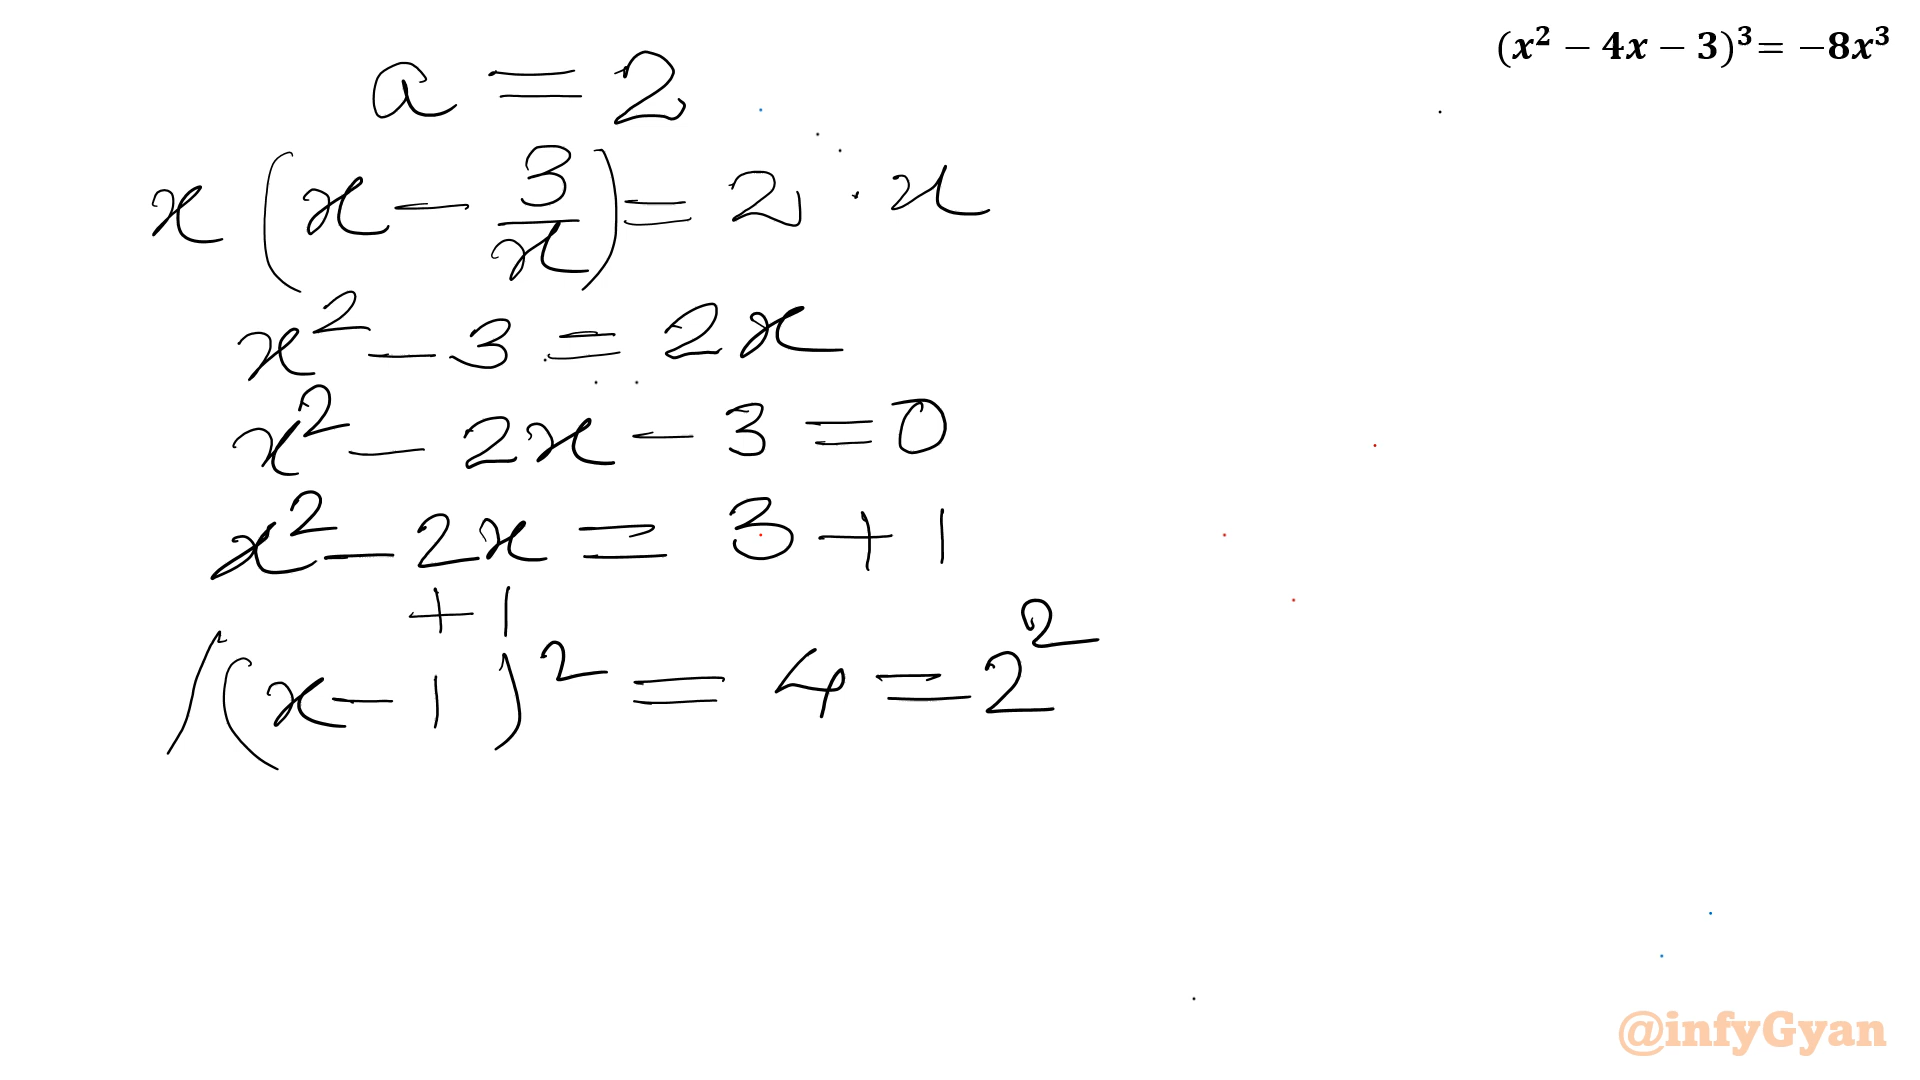 (x² − 4x − 3)³= −8x³
a = 2
x(x − 3/x) = 2 · x
x² − 3 = 2x
x² − 2x − 3 = 0
x² − 2x = 3 + 1
+ 1
(x − 1)² = 4 = 2²
@infyGyan